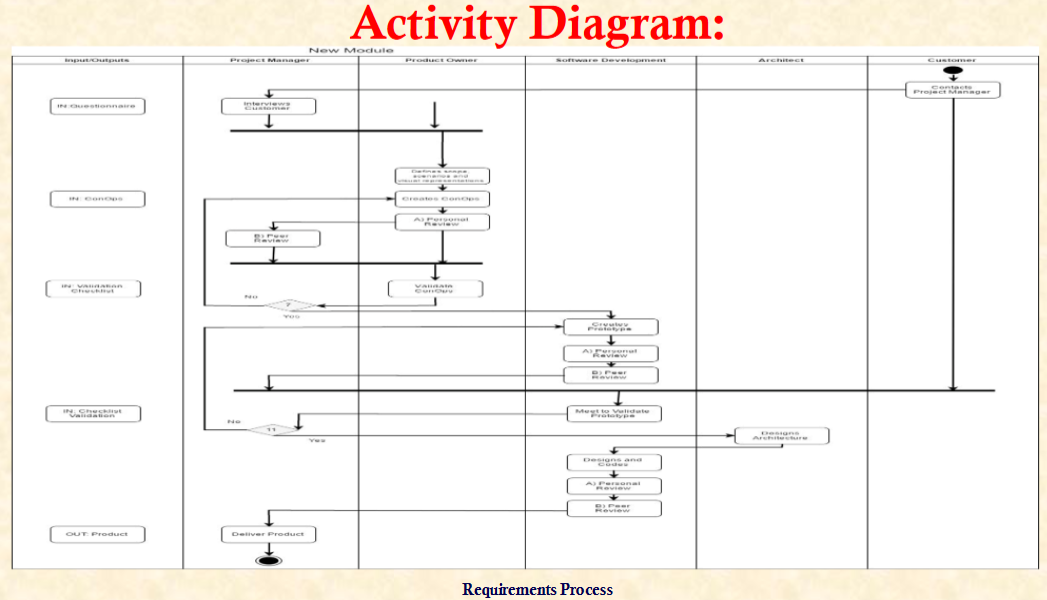 Activity Diagram:
New Module
Input/Outputs
Project Manager
Product Owner
Software Development
Architect
Customer
Contacts
Project Manager
IN:Questionnaire
Interviews
Customer
Defines scope,
scenarios and
visual representations
IN: ConOps
Creates ConOps
A) Personal
Review
B) Peer
Review
IN: Validation
Checklist
Validate
ConOps
No
?
Yes
Creates
Prototype
A) Personal
Review
B) Peer
Review
IN: Checklist
Validation
Meet to Validate
Prototype
No
11
Yes
Designs
Architecture
Designs and
Codes
A) Personal
Review
B) Peer
Review
OUT: Product
Deliver Product
Requirements Process